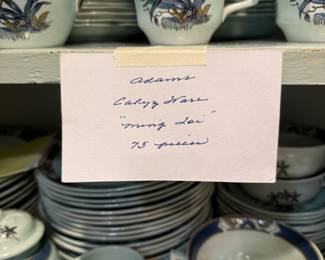 Adams
Calyx Ware
"Ming Toi"
75 pieces